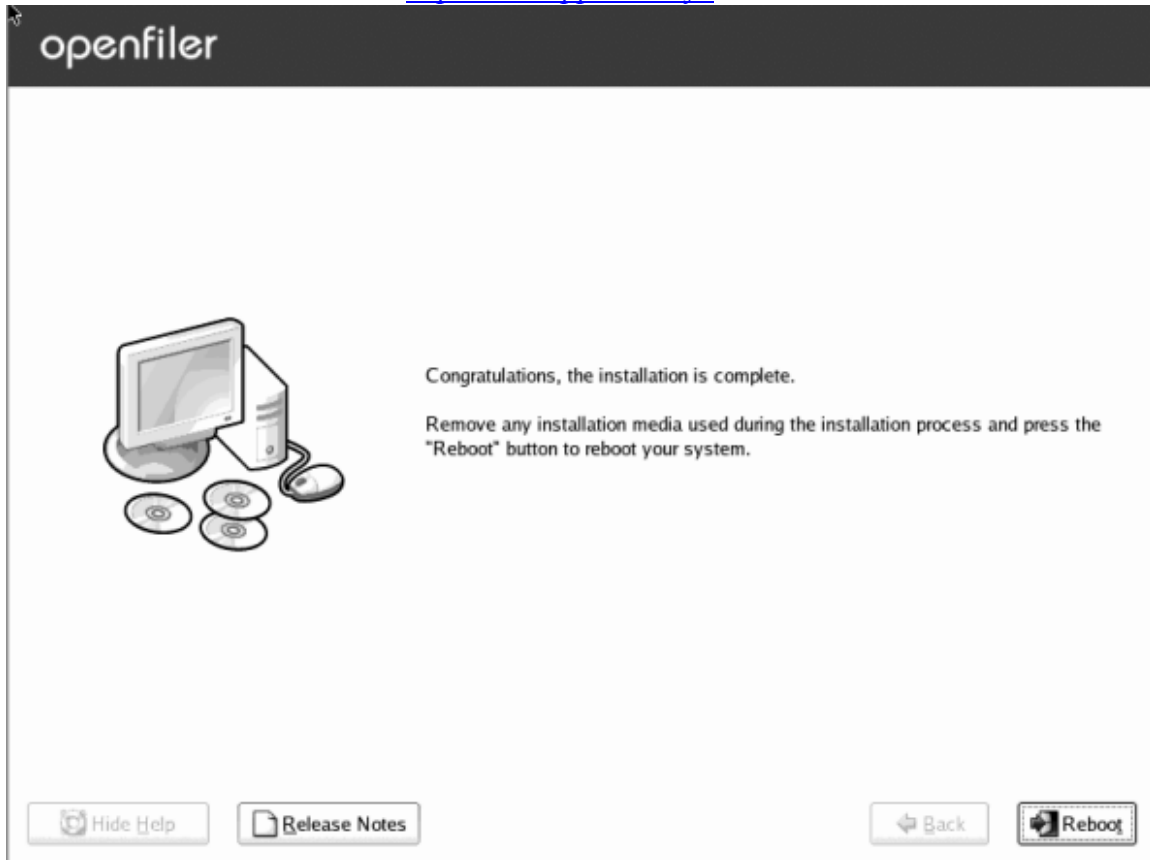 openfiler
Congratulations, the installation is complete.
Remove any installation media used during the installation process and press the
"Reboot" button to reboot your system.
Hide Help
Release Notes
Back
Reboot